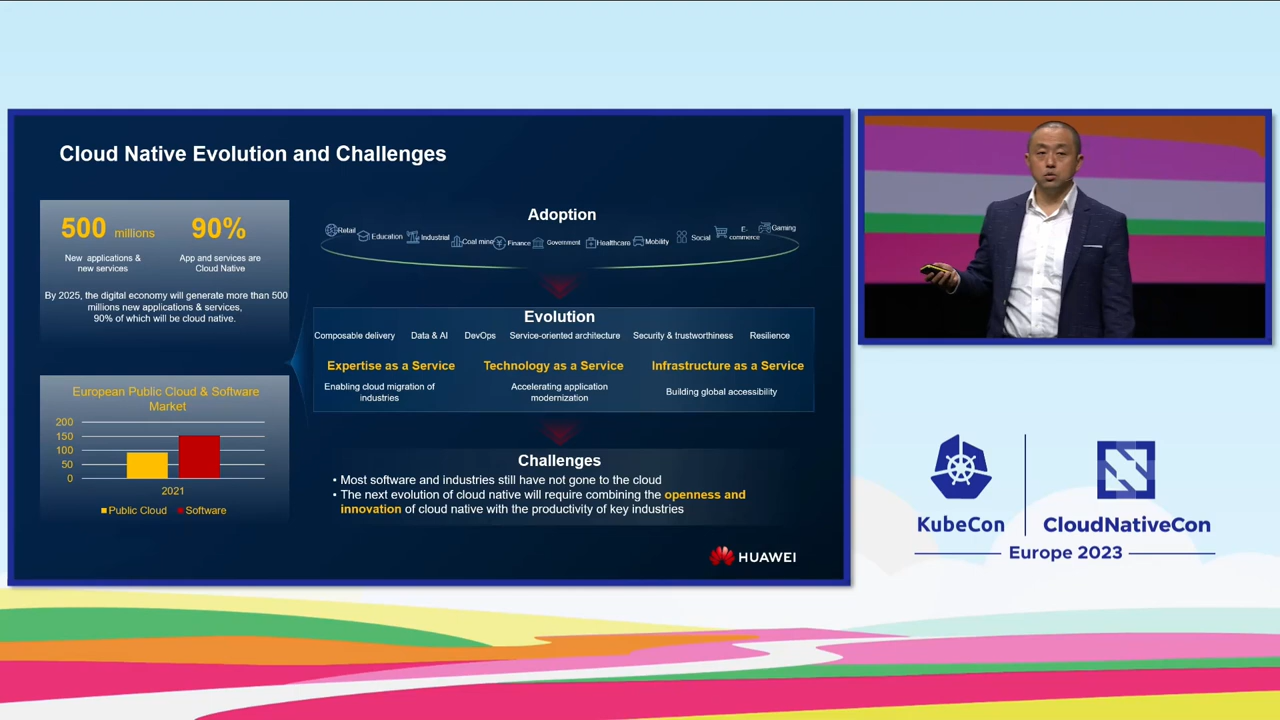 Cloud Native Evolution and Challenges
500 millions
90%
New applications &
new services
App and services are
Cloud Native
By 2025, the digital economy will generate more than 500
millions new applications & services,
90% of which will be cloud native.
European Public Cloud & Software
Market
200
150
100
50
0
2021
Public Cloud
Software
Adoption
Retail
Education
Industrial
Coal mine
Finance
Government
Healthcare
Mobility
Social
E-
commerce
Gaming
Evolution
Composable delivery
Data & AI
DevOps
Service-oriented architecture
Security & trustworthiness
Resilience
Expertise as a Service
Technology as a Service
Infrastructure as a Service
Enabling cloud migration of
industries
Accelerating application
modernization
Building global accessibility
Challenges
• Most software and industries still have not gone to the cloud
• The next evolution of cloud native will require combining the openness and
innovation of cloud native with the productivity of key industries
HUAWEI
KubeCon
CloudNativeCon
Europe 2023